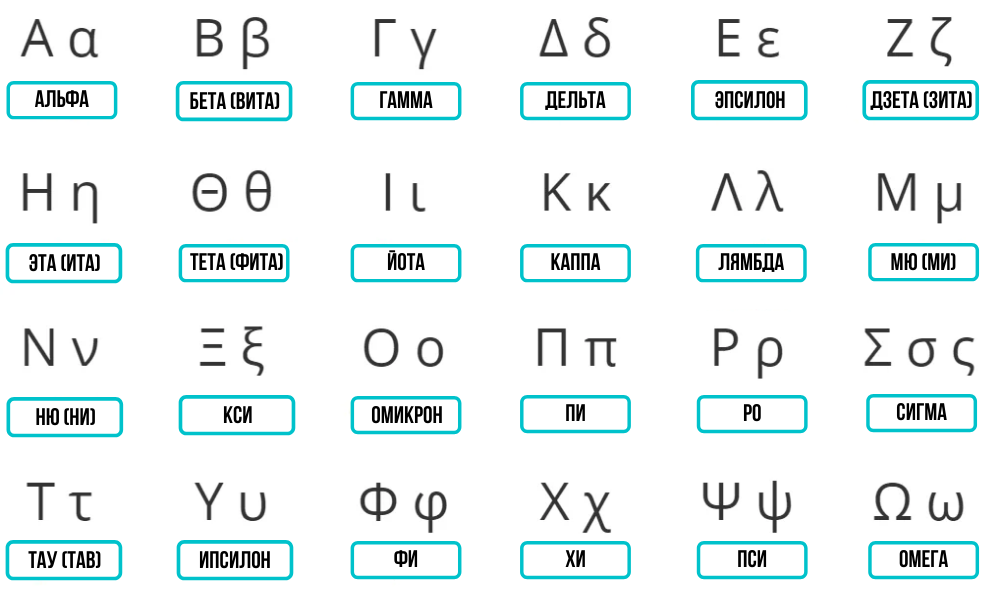 Α α Β β Γ γ Δ δ Ε ε Ζ ζ
АЛЬФА БЕТА (ВИТА) ГАММА ДЕЛЬТА ЭПСИЛОН ДЗЕТА (ЗИТА)
Η η Θ θ Ι ι Κ κ Λ λ Μ μ
ЭТА (ИТА) ТЕТА (ФИТА) ЙОТА КАППА ЛЯМБДА МЮ (МИ)
Ν ν Ξ ξ Ο ο Π π Ρ ρ Σ σ ς
НЮ (НИ) КСИ ОМИКРОН ПИ РО СИГМА
Τ τ Υ υ Φ φ Χ χ Ψ ψ Ω ω
ТАУ (ТАВ) ИПСИЛОН ФИ ХИ ПСИ ОМЕГА